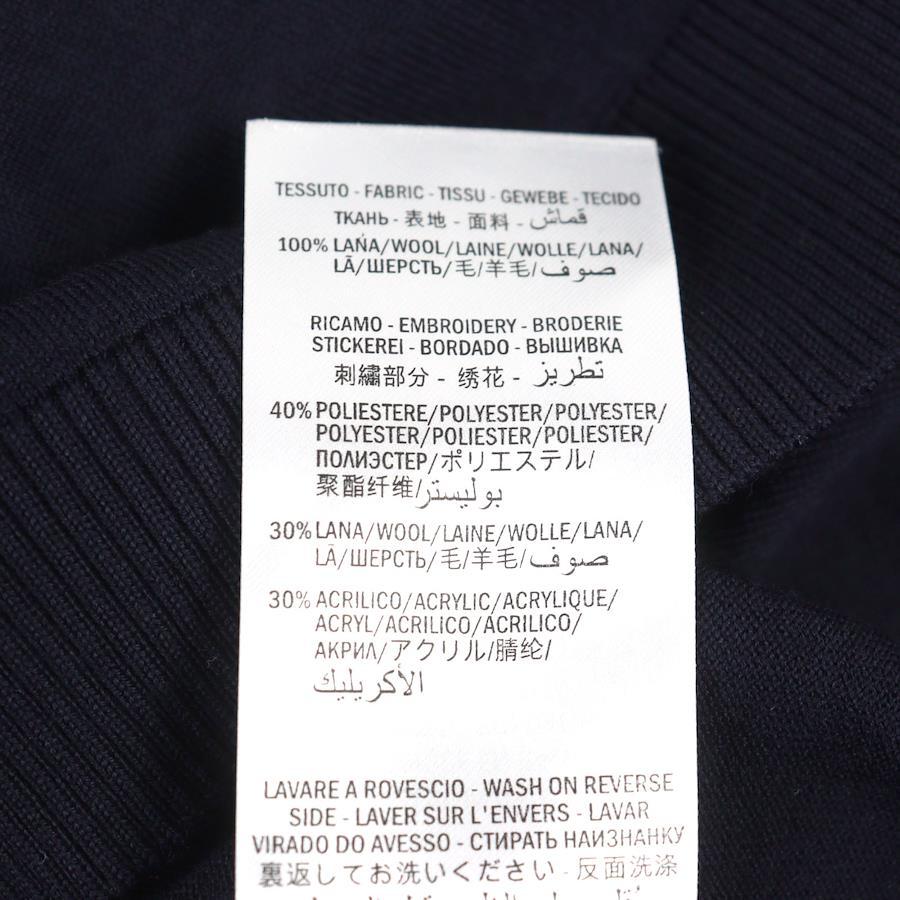 TESSUTO - FABRIC - TISSU - GEWEBE - TECIDO
ТКАНЬ - 表地 - 面料 - قماش
100% LAŃA/WOOL/LAINE/WOLLE/LANA/
LĀ/ШЕРСТЬ/毛/羊毛/صوف
RICAMO - EMBROIDERY - BRODERIE
STICKEREI - BORDADO - ВЫШИВКА
刺繍部分 - 绣花 - تطريز
40% POLIESTERE/POLYESTER/POLYESTER/
POLYESTER/POLIESTER/POLIESTER/
ПОЛИЭСТЕР/ポリエステル/
聚酯纤维/بوليستر
30% LANA/WOOL/LAINE/WOLLE/LANA/
LĀ/ШЕРСТЬ/毛/羊毛/صوف
30% ACRILICO/ACRYLIC/ACRYLIQUE/
ACRYL/ACRILICO/ACRILICO/
АКРИЛ/アクリル/腈纶/
الأكريليك
LAVARE A ROVESCIO - WASH ON REVERSE
SIDE - LAVER SUR L'ENVERS - LAVAR
VIRADO DO AVESSO - СТИРАТЬ НАИЗНАНКУ
裏返してお洗いください - 反面洗涤